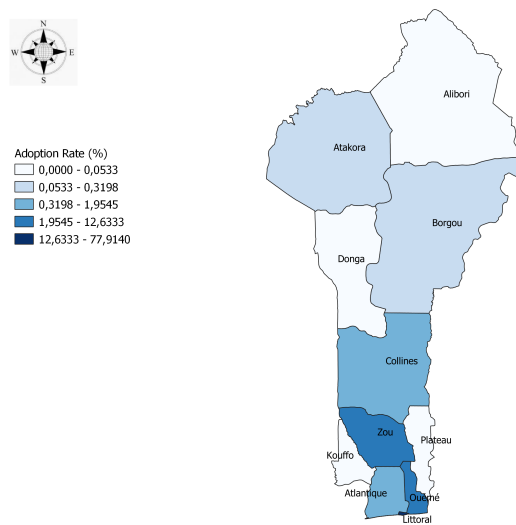 N
W
E
S
Alibori
Atakora
Adoption Rate (%)
0,0000 - 0,0533
0,0533 - 0,3198
0,3198 - 1,9545
1,9545 - 12,6333
12,6333 - 77,9140
Borgou
Donga
Collines
Zou
Plateau
Kouffo
Atlantique
Ouémé
Littoral